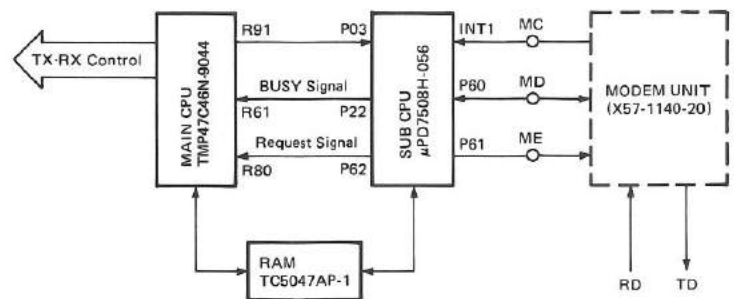 TX-RX Control
MAIN CPU
TMP47C46N-9044
R91
P03
BUSY Signal
R61
P22
Request Signal
R80
P62
SUB CPU
μPD7508H-056
INT1
MC
P60
MD
P61
ME
MODEM UNIT
(X57-1140-20)
RAM
TC5047AP-1
RD
TD